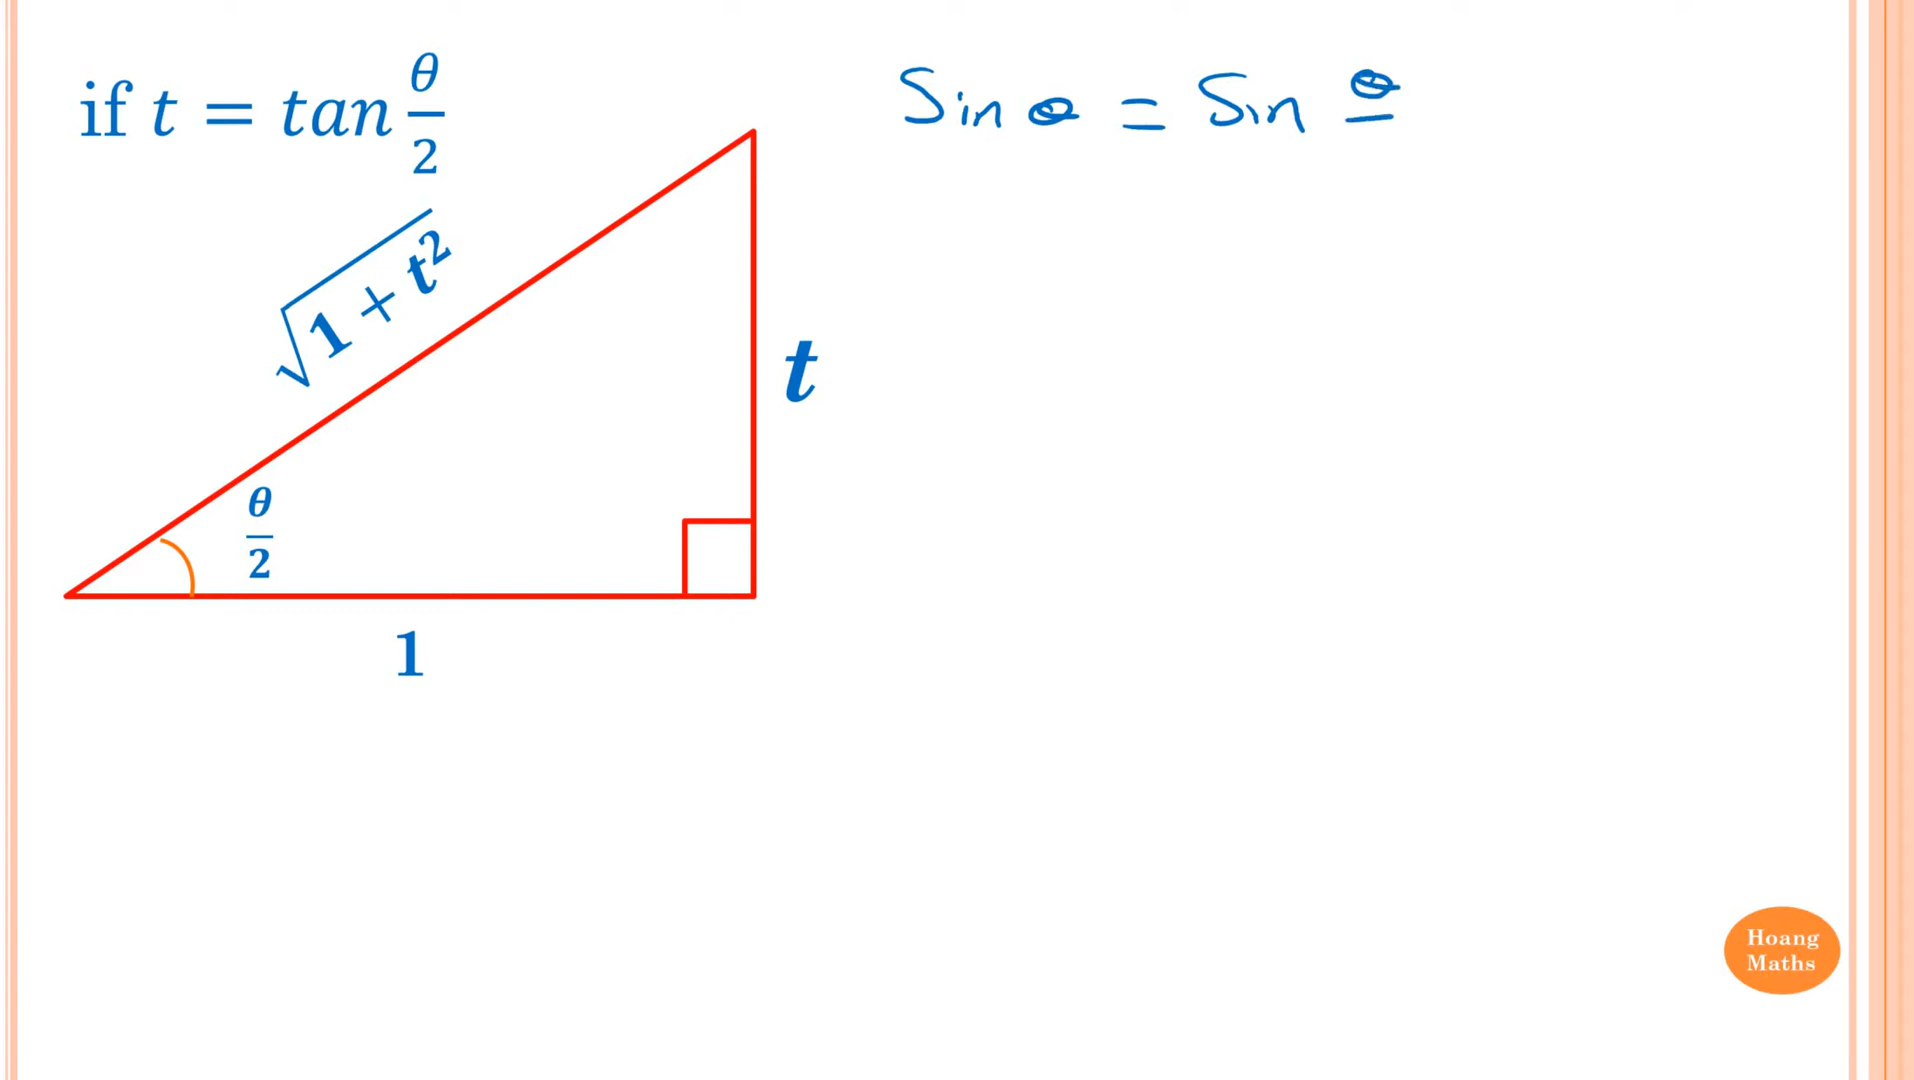 if t = tan θ/2
Sin θ = Sin θ
√1 + t²
t
θ/2
1
Hoang
Maths